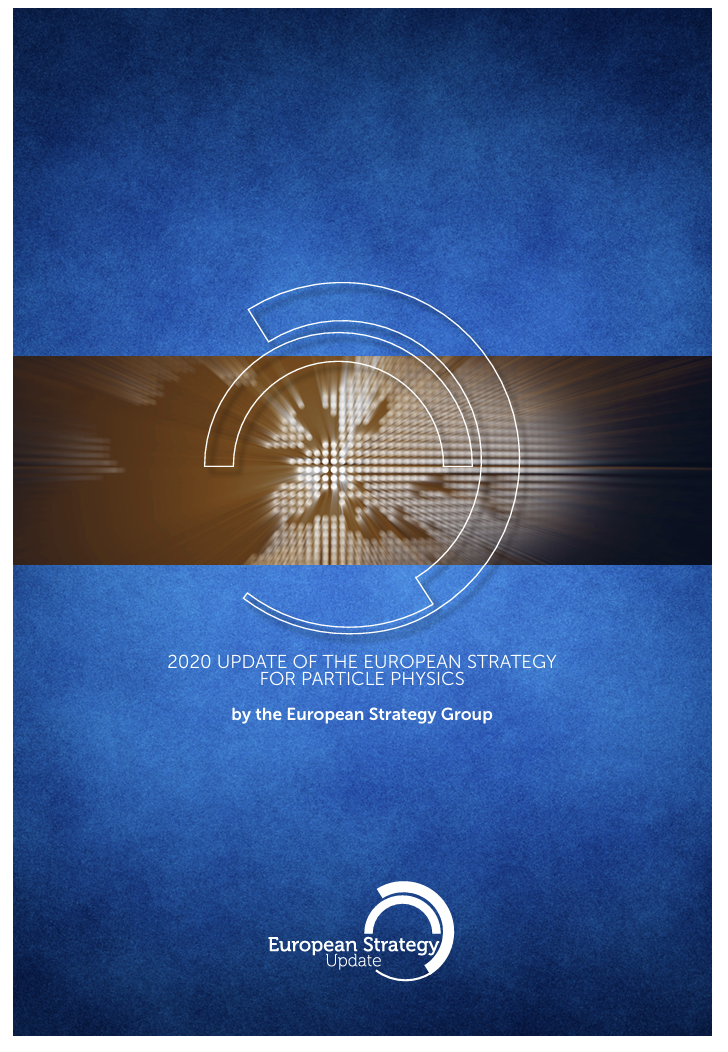 2020 UPDATE OF THE EUROPEAN STRATEGY
FOR PARTICLE PHYSICS
by the European Strategy Group
European Strategy
Update